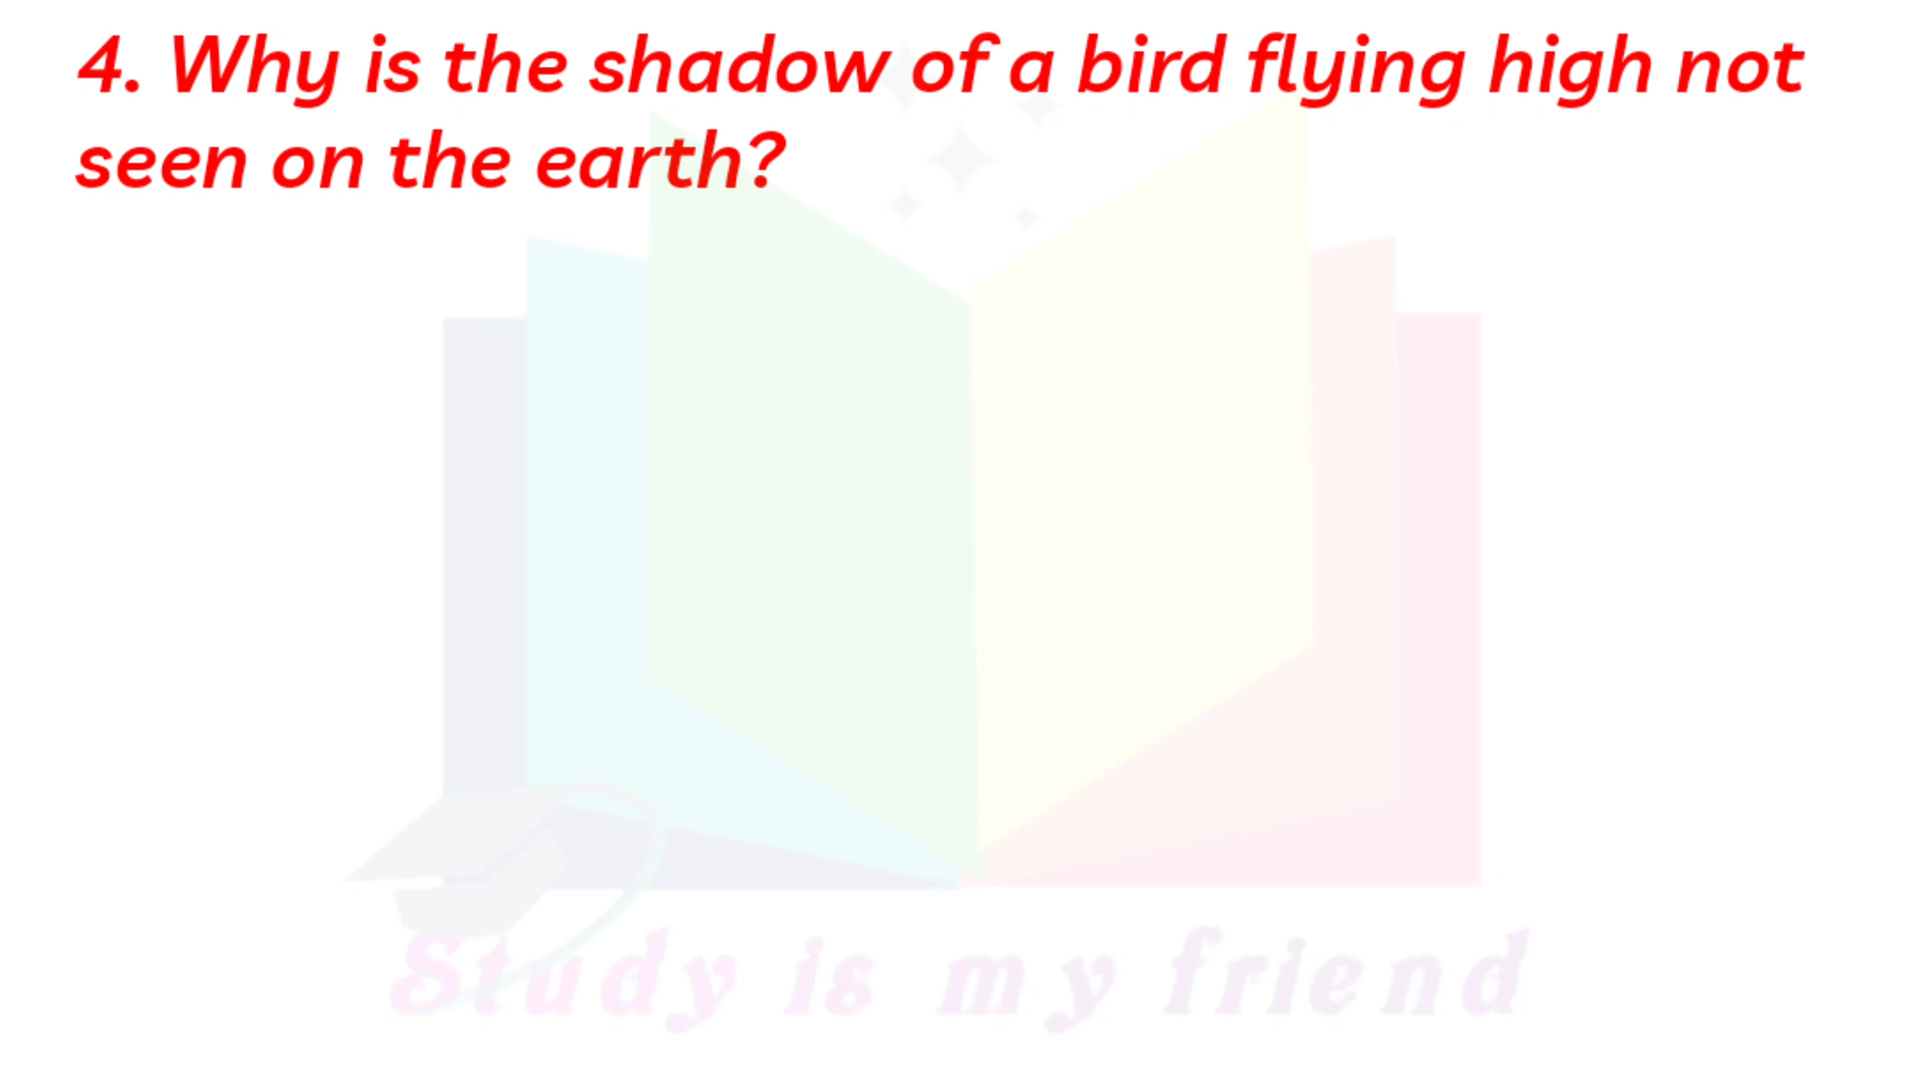 4. Why is the shadow of a bird flying high not
seen on the earth?
Study is my friend